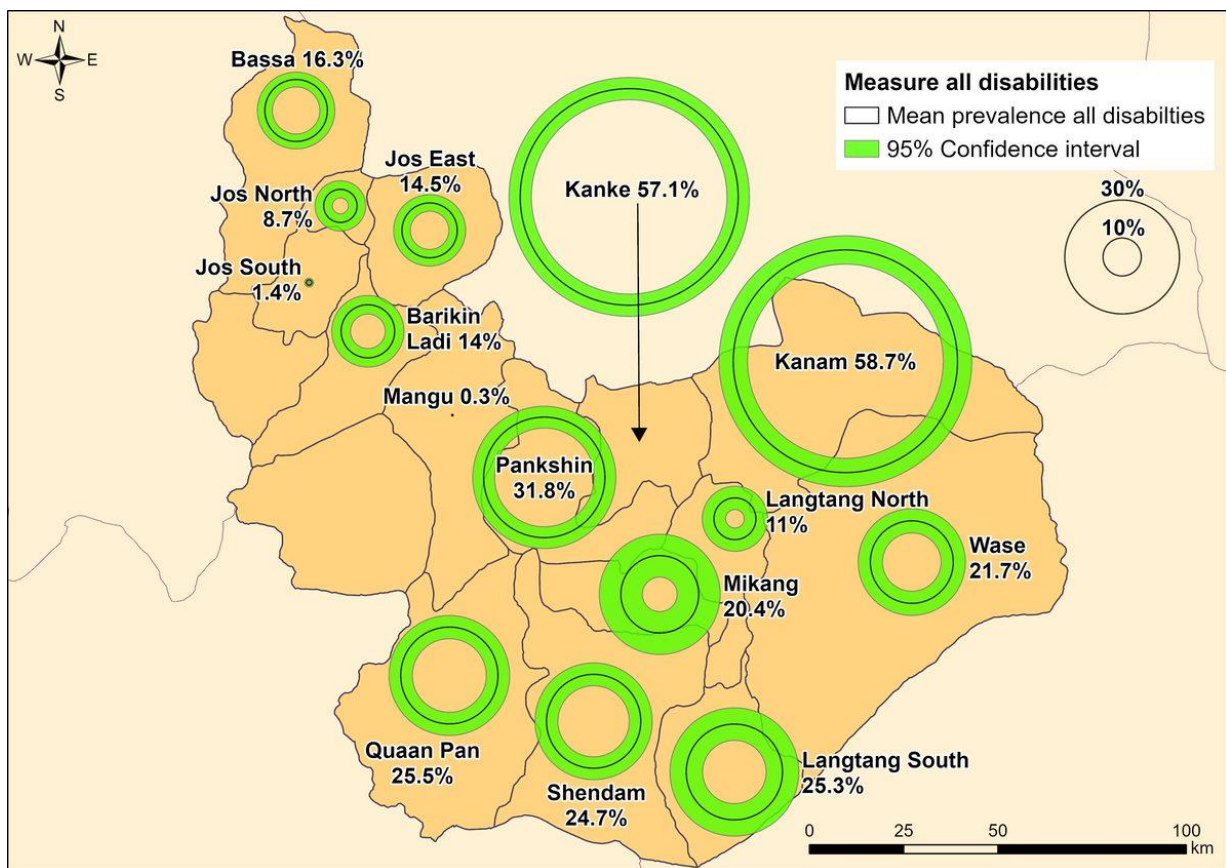 N
W E
S
Bassa 16.3%
Measure all disabilities
Mean prevalence all disabilties
95% Confidence interval
Jos East
14.5%
Jos North
8.7%
Kanke 57.1%
30%
10%
Jos South
1.4%
Barikin
Ladi 14%
Kanam 58.7%
Mangu 0.3%
Pankshin
31.8%
Langtang North
11%
Wase
21.7%
Mikang
20.4%
Quaan Pan
25.5%
Shendam
24.7%
Langtang South
25.3%
0 25 50 100
km